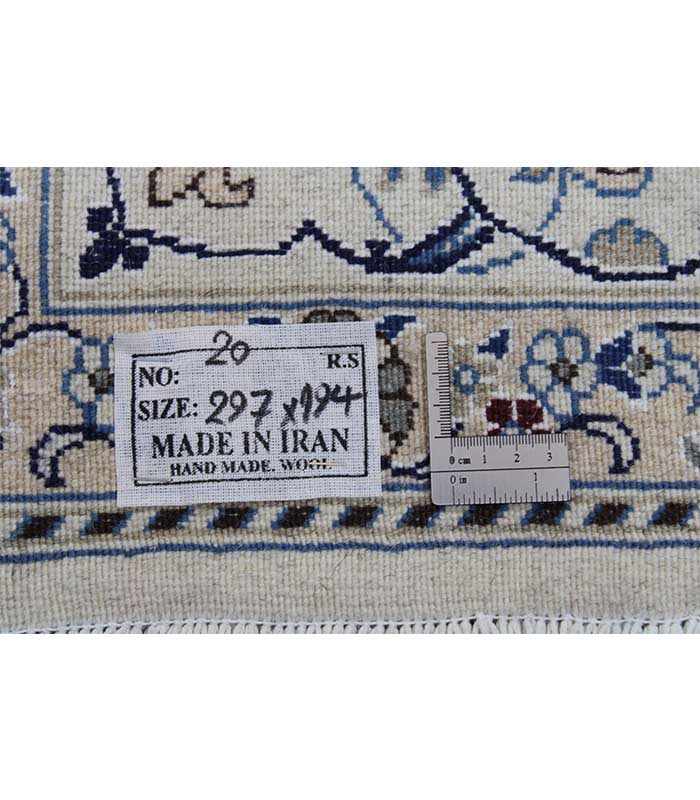 20
NO: R.S
SIZE: 297 x 194
MADE IN IRAN
HAND MADE. WOOL
0 cm 1 2 3
0 in 1